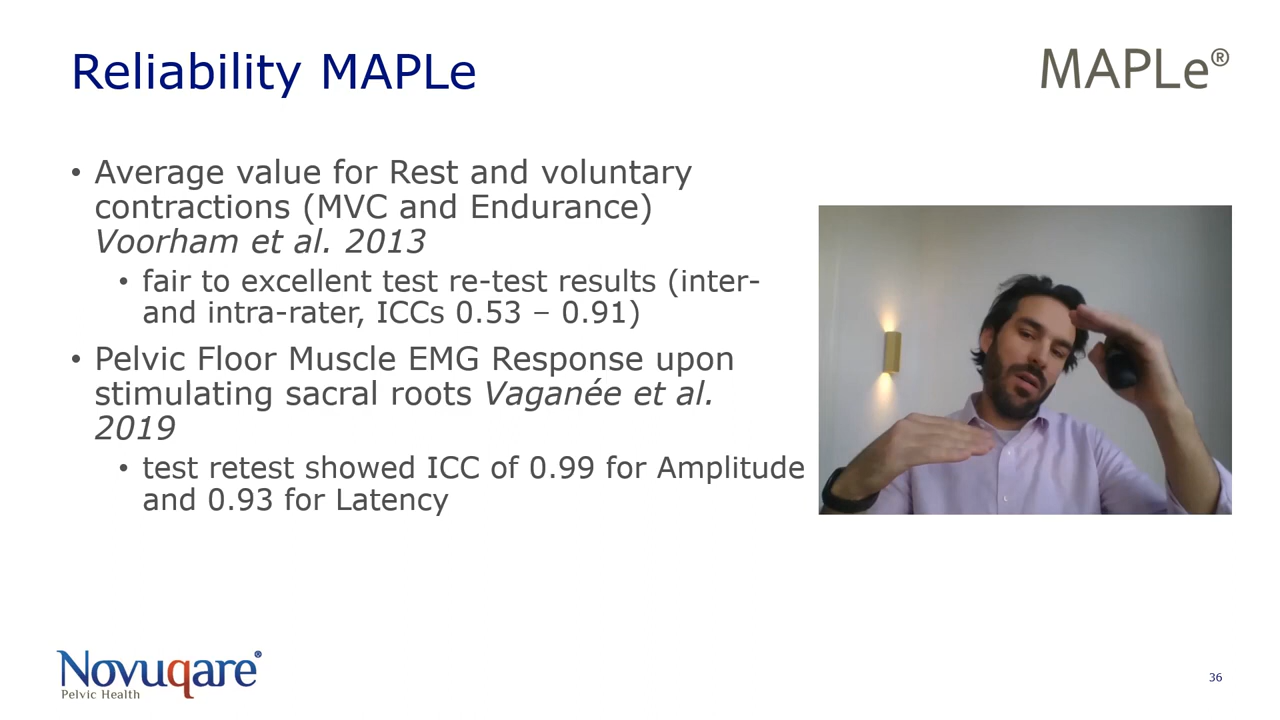 Reliability MAPLe
MAPLe®
• Average value for Rest and voluntary
contractions (MVC and Endurance)
Voorham et al. 2013
• fair to excellent test re-test results (inter-
and intra-rater, ICCs 0.53 – 0.91)
• Pelvic Floor Muscle EMG Response upon
stimulating sacral roots Vaganée et al.
2019
• test retest showed ICC of 0.99 for Amplitude
and 0.93 for Latency
Novuqare®
Pelvic Health
36